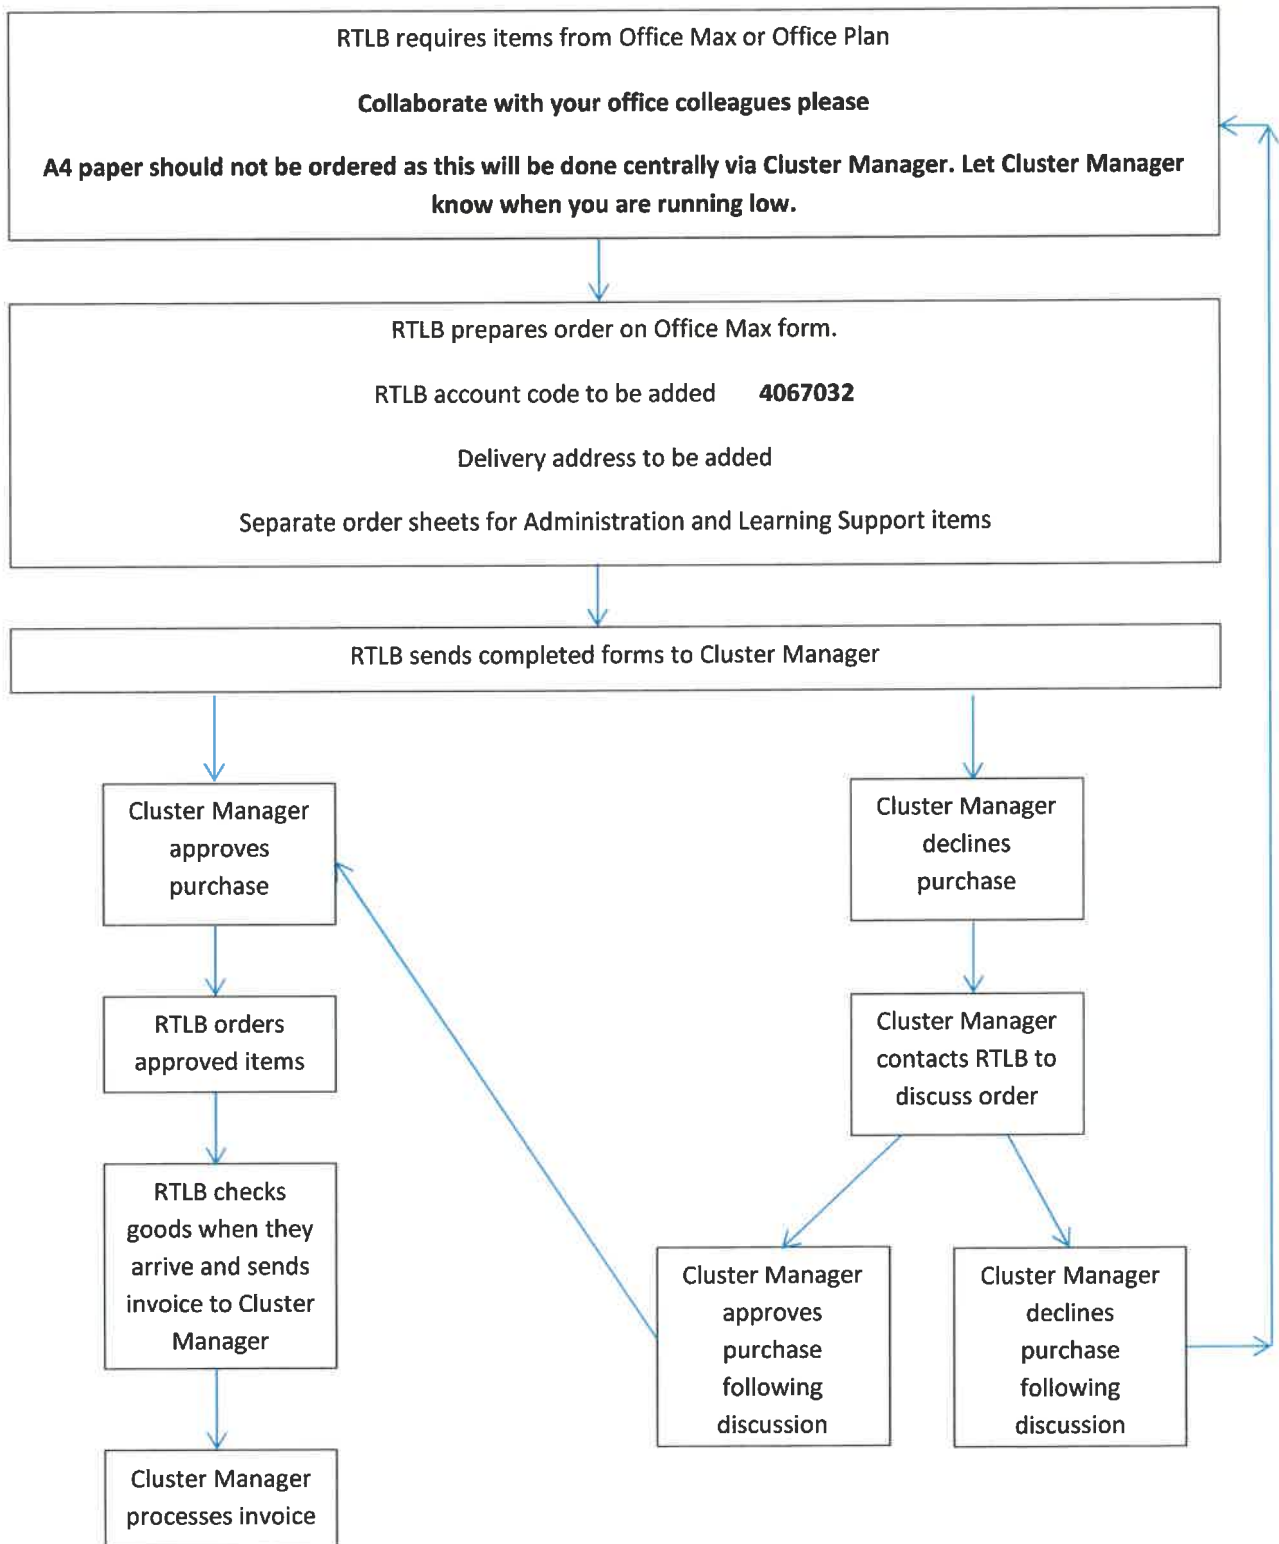 RTLB requires items from Office Max or Office Plan
Collaborate with your office colleagues please
A4 paper should not be ordered as this will be done centrally via Cluster Manager. Let Cluster Manager
know when you are running low.
RTLB prepares order on Office Max form.
RTLB account code to be added 4067032
Delivery address to be added
Separate order sheets for Administration and Learning Support items
RTLB sends completed forms to Cluster Manager
Cluster Manager
approves
purchase
Cluster Manager
declines
purchase
RTLB orders
approved items
Cluster Manager
contacts RTLB to
discuss order
RTLB checks
goods when they
arrive and sends
invoice to Cluster
Manager
Cluster Manager
approves
purchase
following
discussion
Cluster Manager
declines
purchase
following
discussion
Cluster Manager
processes invoice